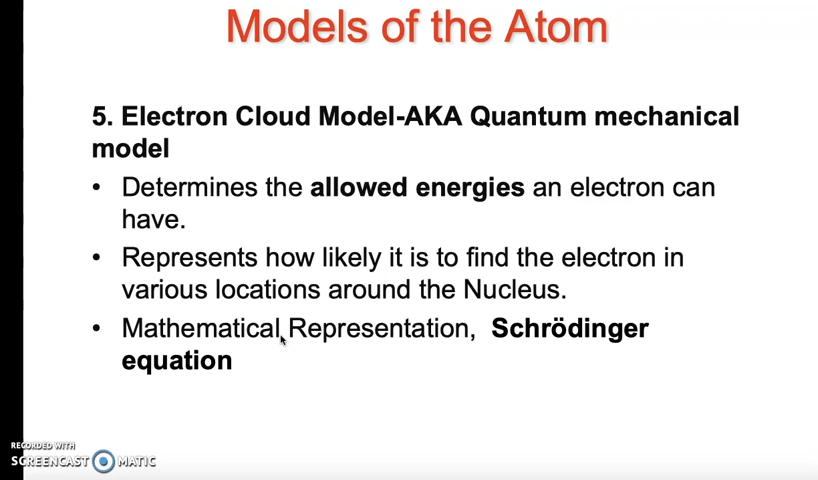 Models of the Atom
5. Electron Cloud Model-AKA Quantum mechanical
model
• Determines the allowed energies an electron can
have.
• Represents how likely it is to find the electron in
various locations around the Nucleus.
• Mathematical Representation, Schrödinger
equation
RECORDED WITH
SCREENCAST MATIC